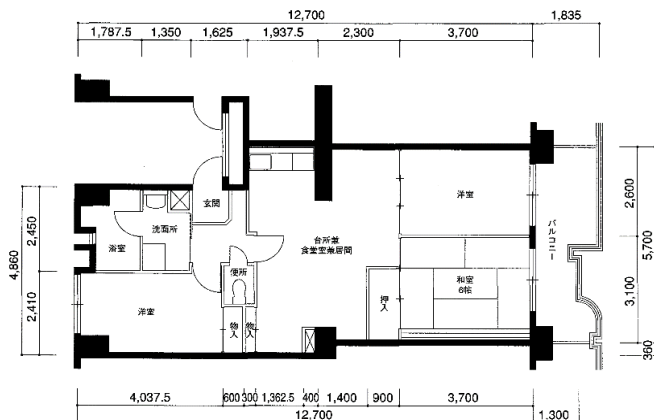 12,700
1,835
1,787.5
1,350
1,625
1,937.5
2,300
3,700
玄関
洋室
洗面所
浴室
台所兼
食堂室兼居間
バルコニー
便所
和室
6帖
押入
洋室
物入
物入
4,860
2,450
2,410
2,600
5,700
3,100
360
4,037.5
600
300
1,362.5
400
1,400
900
3,700
1,300
12,700